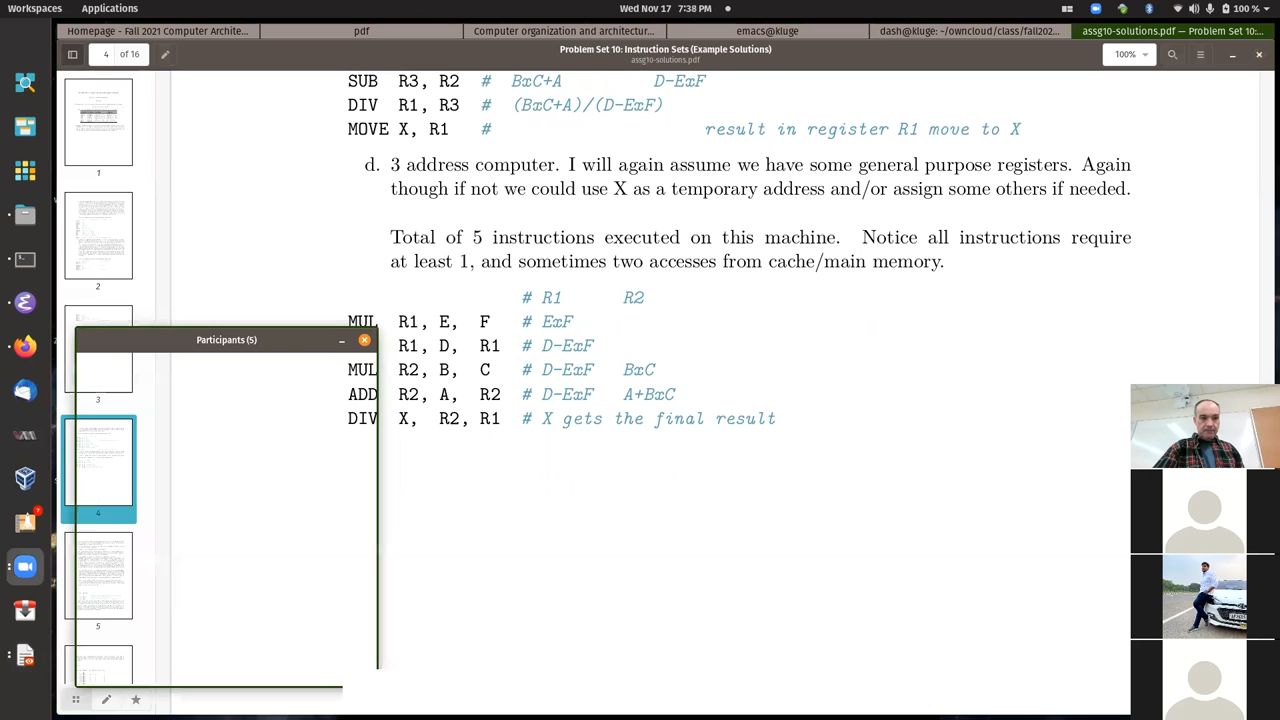 Workspaces Applications Wed Nov 17 7:38 PM 100 %
Homepage - Fall 2021 Computer Archite... pdf Computer organization and architectur... emacs@kluge dash@kluge: ~/owncloud/class/fall202... assg10-solutions.pdf — Problem Set 10:...
4 of 16 Problem Set 10: Instruction Sets (Example Solutions) 100%
assg10-solutions.pdf
SUB R3, R2 # BxC+A D-ExF
DIV R1, R3 # (BxC+A)/(D-ExF)
MOVE X, R1 # result in register R1 move to X
d. 3 address computer. I will again assume we have some general purpose registers. Again
though if not we could use X as a temporary address and/or assign some others if needed.
Total of 5 instructions executed on this machine. Notice all instructions require
at least 1, and sometimes two accesses from cache/main memory.
# R1 R2
MUL R1, E, F # ExF
R1, D, R1 # D-ExF
MUL R2, B, C # D-ExF BxC
ADD R2, A, R2 # D-ExF A+BxC
DIV X, R2, R1 # X gets the final result
Participants (5)
1
2
3
4
5
7